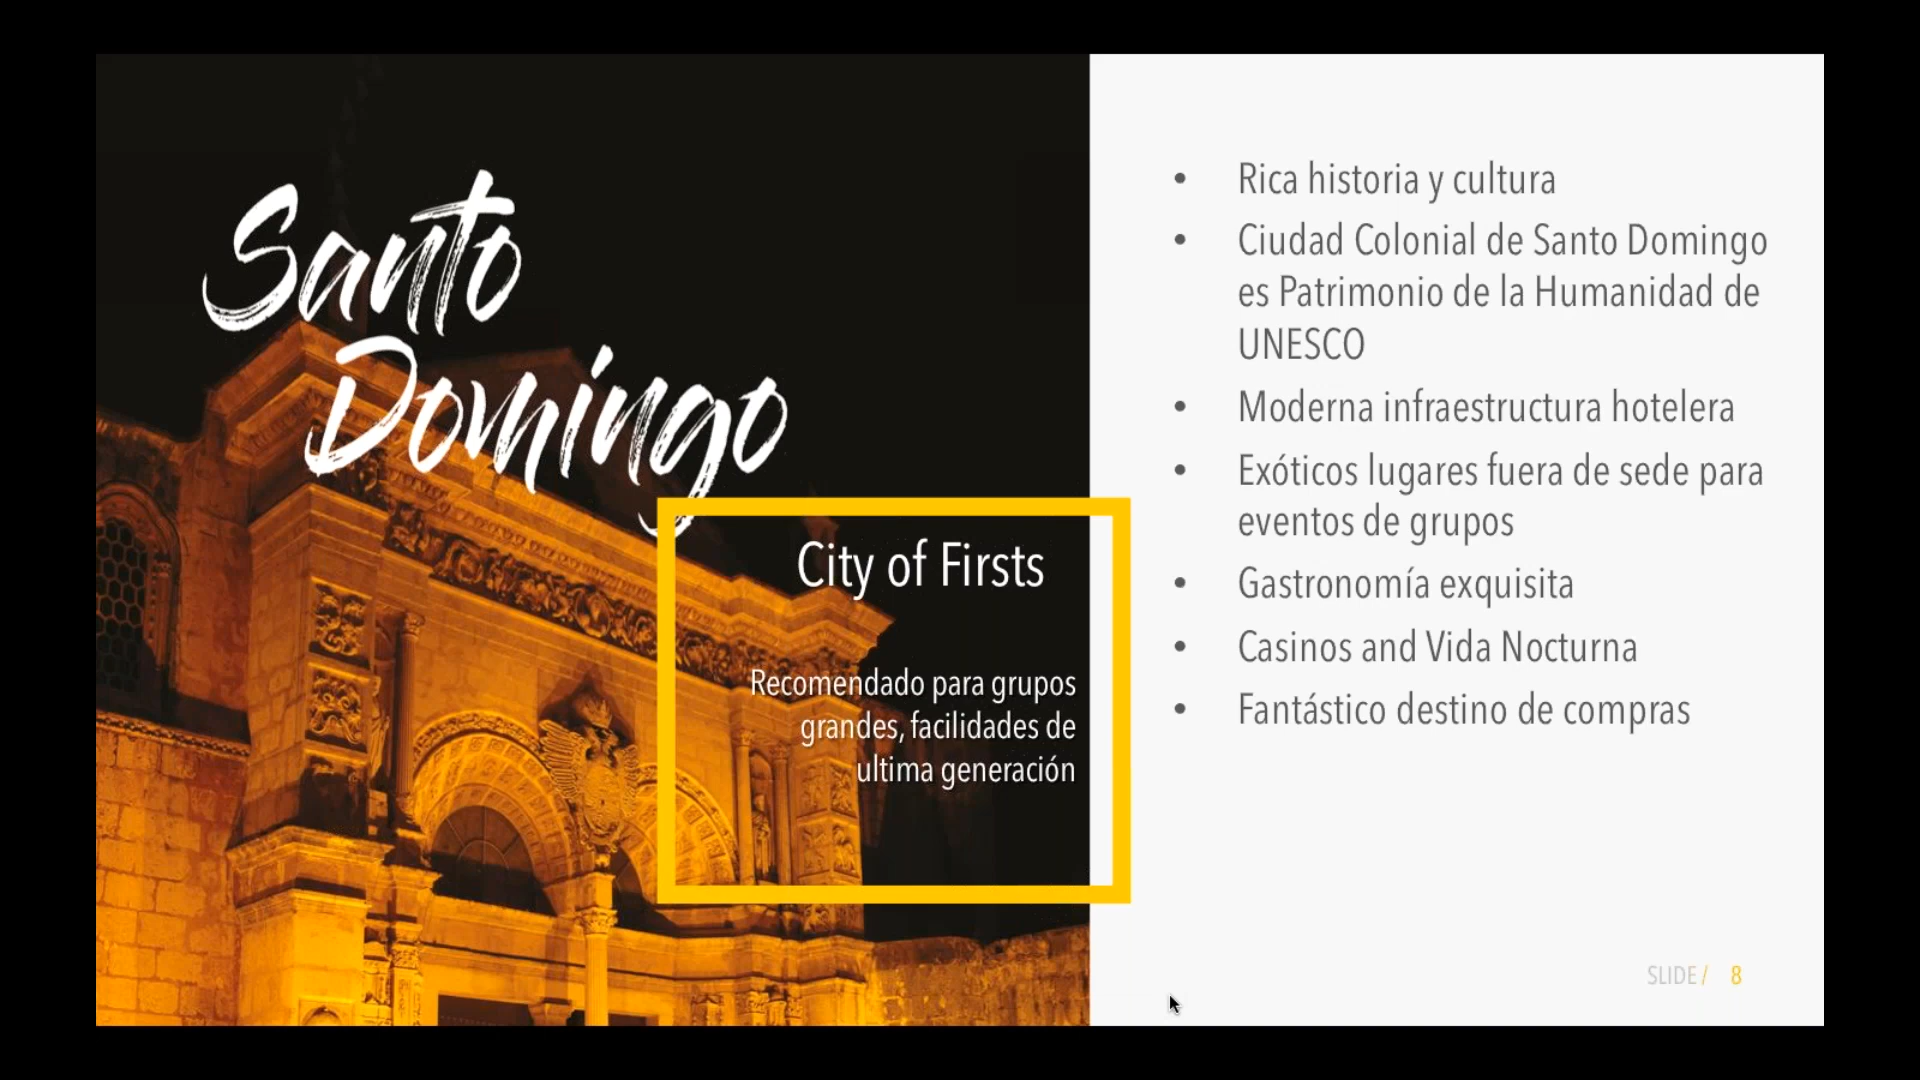 Santo
Domingo
City of Firsts
Recomendado para grupos
grandes, facilidades de
ultima generación
• Rica historia y cultura
• Ciudad Colonial de Santo Domingo
es Patrimonio de la Humanidad de
UNESCO
• Moderna infraestructura hotelera
• Exóticos lugares fuera de sede para
eventos de grupos
• Gastronomía exquisita
• Casinos and Vida Nocturna
• Fantástico destino de compras
SLIDE / 8